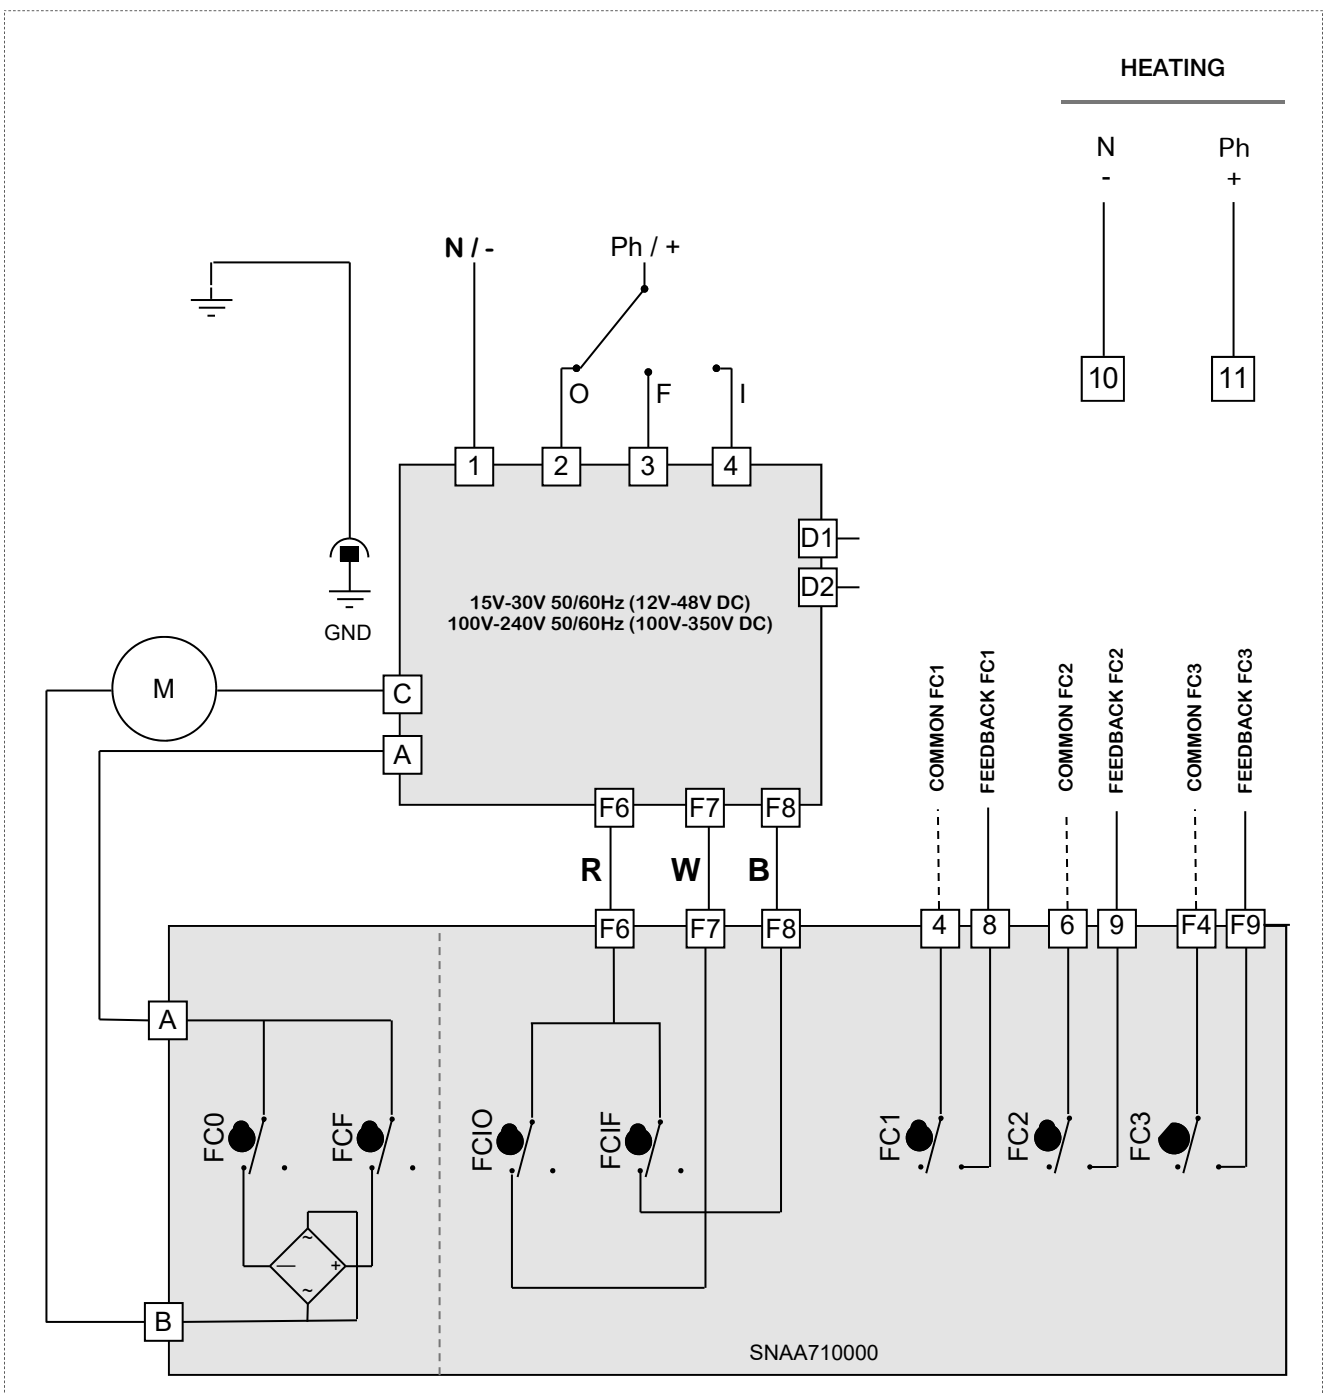 HEATING
N
-
Ph
+
N / -
Ph / +
O
F
I
10
11
1
2
3
4
D1
D2
15V-30V 50/60Hz (12V-48V DC)
100V-240V 50/60Hz (100V-350V DC)
GND
M
C
A
F6
F7
F8
R
W
B
COMMON FC1
FEEDBACK FC1
COMMON FC2
FEEDBACK FC2
COMMON FC3
FEEDBACK FC3
F6
F7
F8
4
8
6
9
F4
F9
A
FC0
FCF
FCIO
FCIF
FC1
FC2
FC3
~
—
+
~
B
SNAA710000